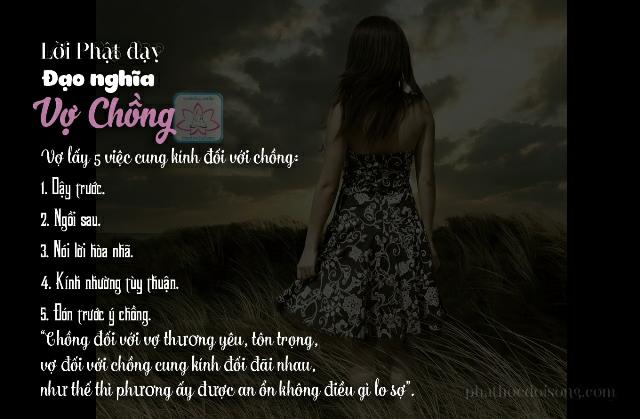 Lời Phật dạy
Đạo nghĩa
Vợ Chồng
Vợ lấy 5 việc cung kính đối với chồng:
1. Dậy trước.
2. Ngồi sau.
3. Nói lời hòa nhã.
4. Kính nhường tùy thuận.
5. Đón trước ý chồng.
"Chồng đối với vợ thương yêu, tôn trọng,
vợ đối với chồng cung kính đối đãi nhau,
như thế thì phương ấy được an ổn không điều gì lo sợ".
phathocdoisong.com